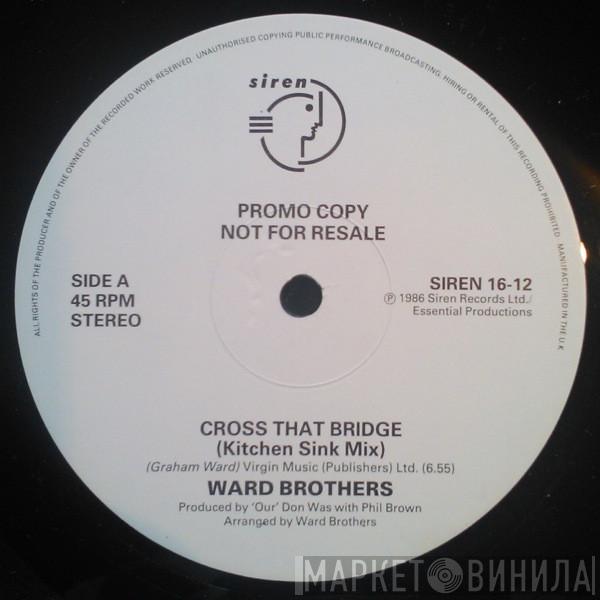 ALL RIGHTS OF THE PRODUCER AND OF THE OWNER OF THE RECORDED WORK RESERVED. UNAUTHORISED COPYING PUBLIC PERFORMANCE BROADCASTING, HIRING OR RENTAL OF THIS RECORDING PROHIBITED. MANUFACTURED IN THE U.K.
siren
PROMO COPY
NOT FOR RESALE
SIDE A
45 RPM
STEREO
SIREN 16-12
℗ 1986 Siren Records Ltd./
Essential Productions
CROSS THAT BRIDGE
(Kitchen Sink Mix)
(Graham Ward) Virgin Music (Publishers) Ltd. (6.55)
WARD BROTHERS
Produced by 'Our' Don Was with Phil Brown
Arranged by Ward Brothers
МАРКЕТ ВИНИЛА